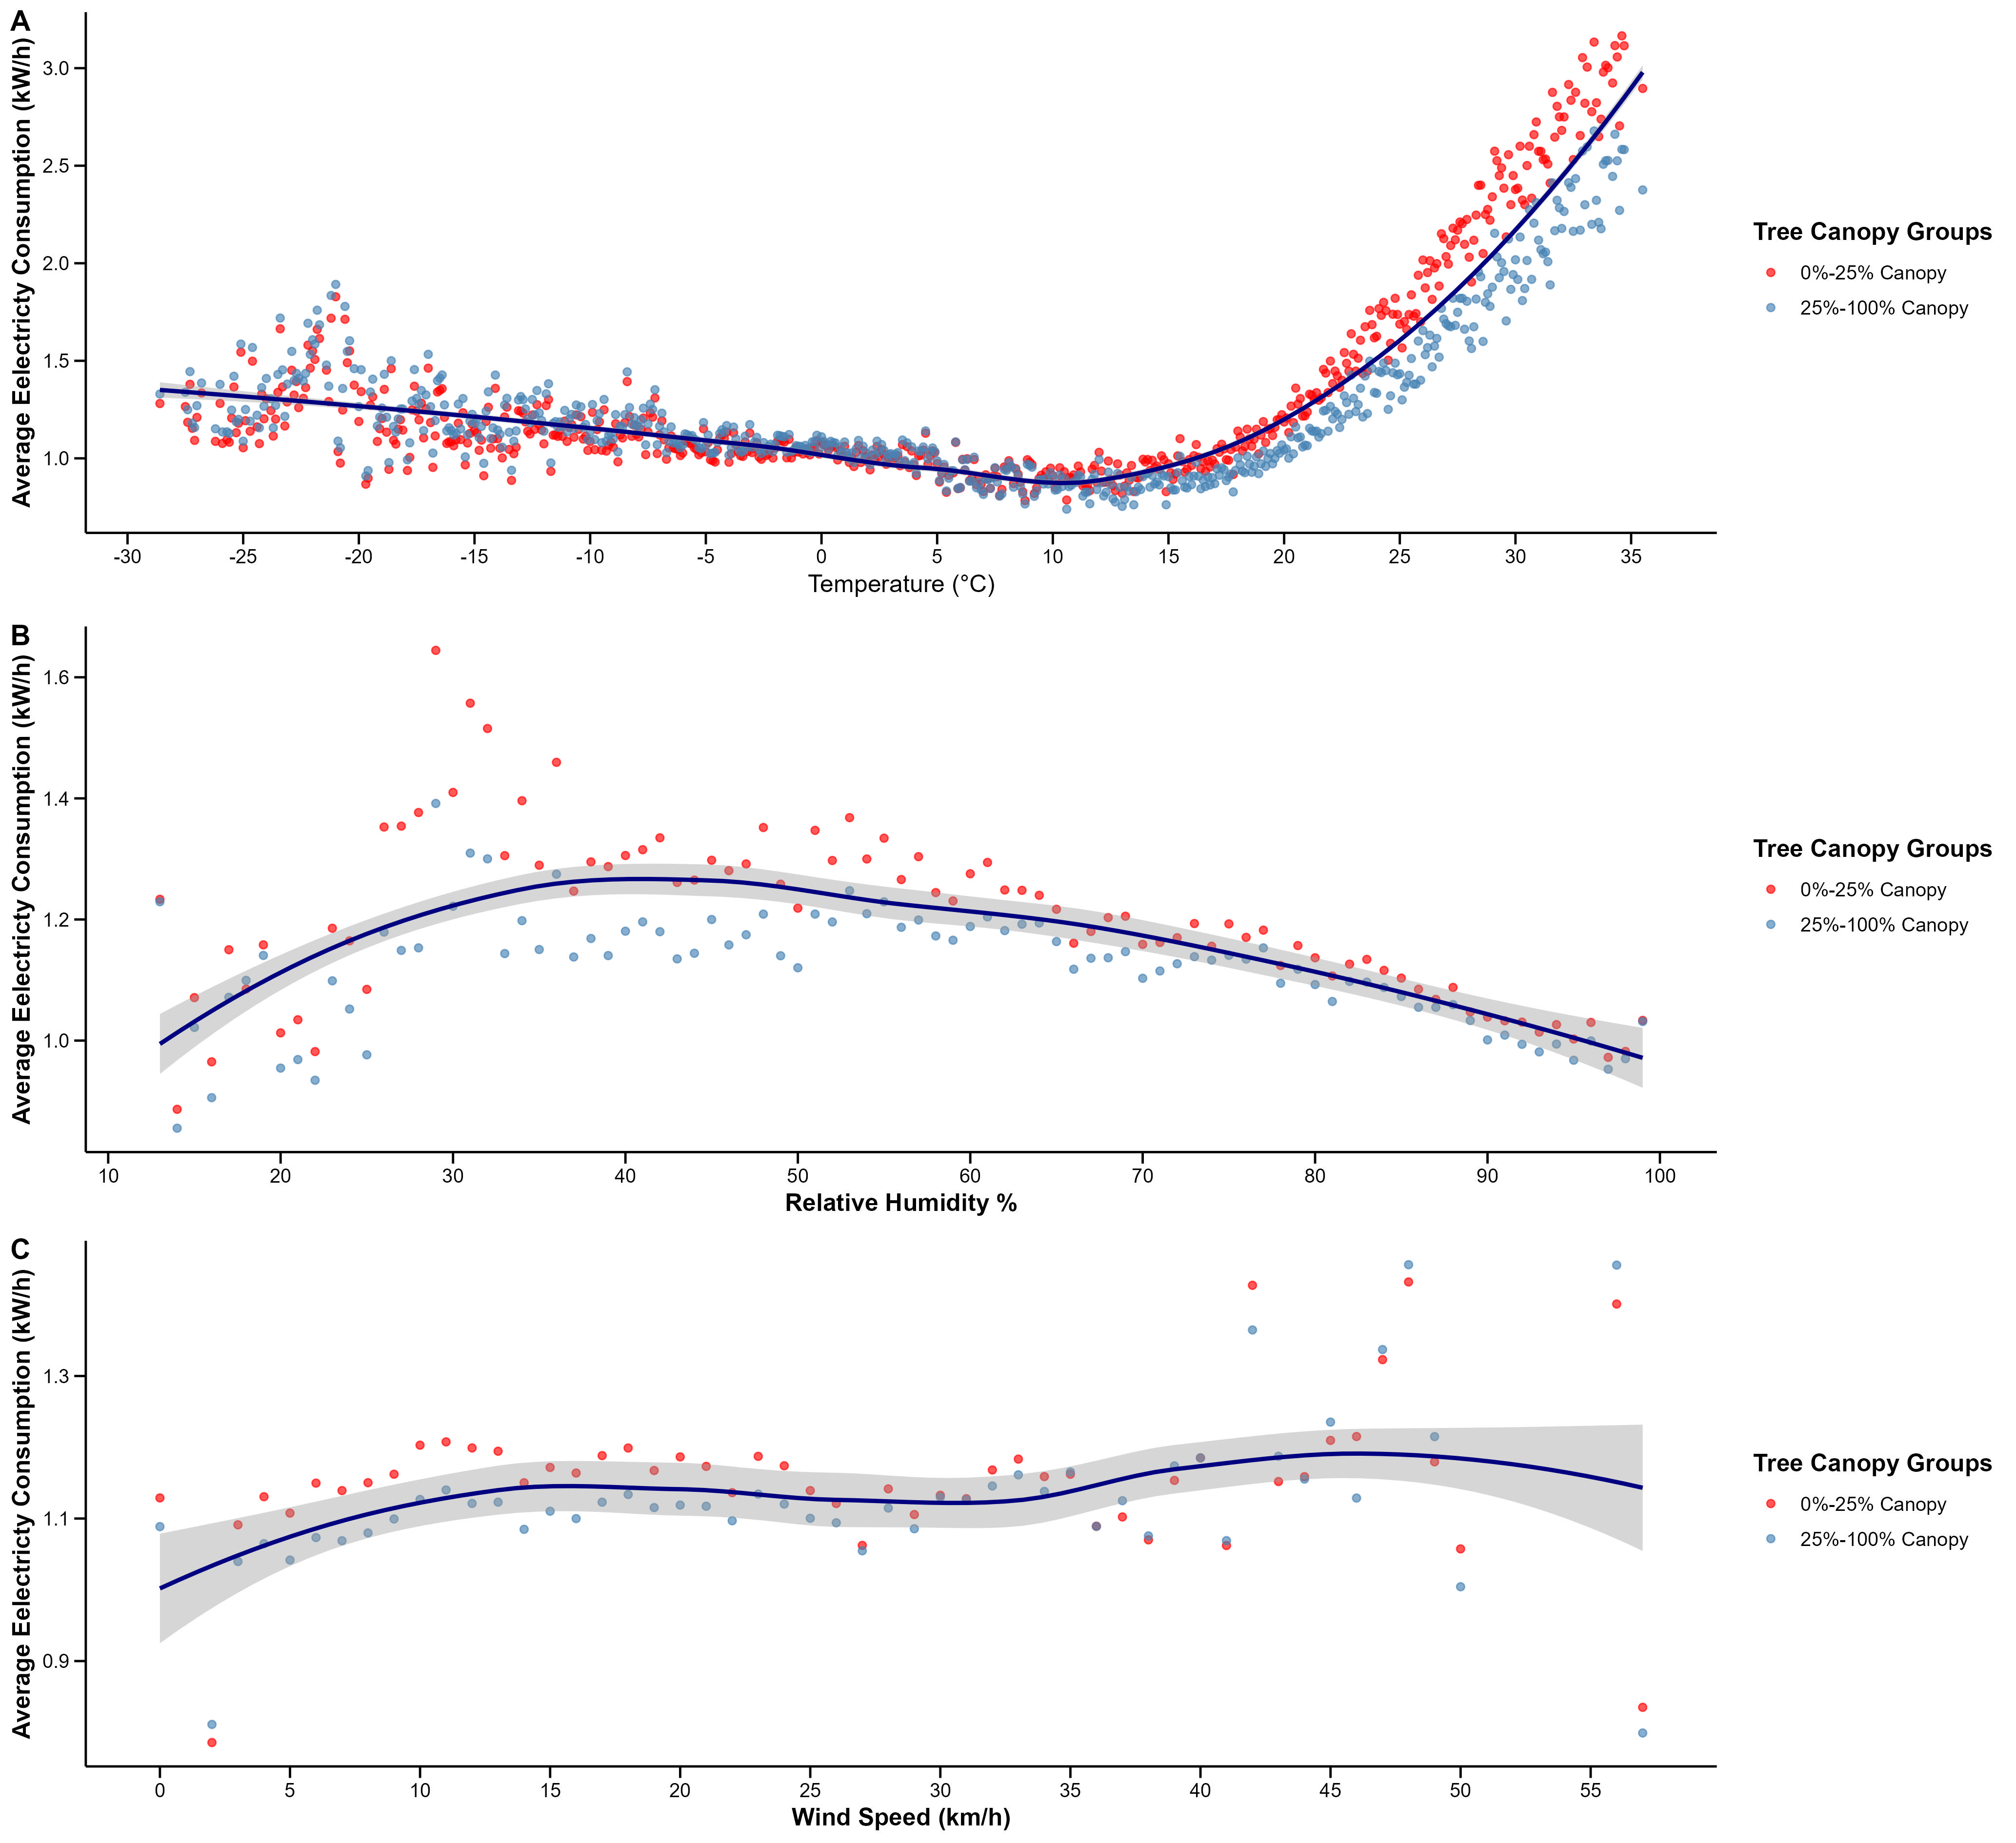 A
Average Eelectricty Consumption (kW/h)
3.0
2.5
2.0
1.5
1.0
-30 -25 -20 -15 -10 -5 0 5 10 15 20 25 30 35
Temperature (°C)
Tree Canopy Groups
0%-25% Canopy
25%-100% Canopy
B
Average Eelectricty Consumption (kW/h)
1.6
1.4
1.2
1.0
10 20 30 40 50 60 70 80 90 100
Relative Humidity %
Tree Canopy Groups
0%-25% Canopy
25%-100% Canopy
C
Average Eelectricty Consumption (kW/h)
1.3
1.1
0.9
0 5 10 15 20 25 30 35 40 45 50 55
Wind Speed (km/h)
Tree Canopy Groups
0%-25% Canopy
25%-100% Canopy